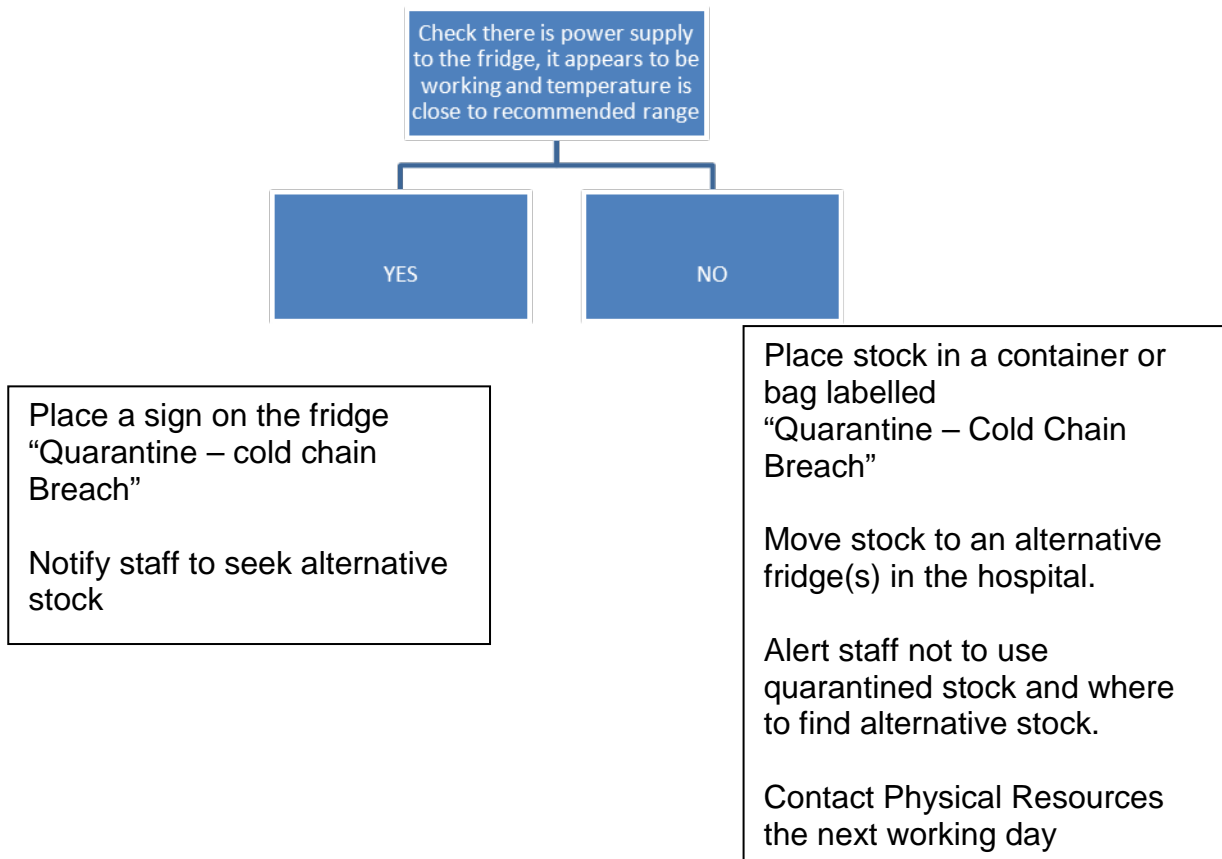 Check there is power supply
to the fridge, it appears to be
working and temperature is
close to recommended range
YES
NO
Place a sign on the fridge
“Quarantine – cold chain
Breach”
Notify staff to seek alternative
stock
Place stock in a container or
bag labelled
“Quarantine – Cold Chain
Breach”
Move stock to an alternative
fridge(s) in the hospital.
Alert staff not to use
quarantined stock and where
to find alternative stock.
Contact Physical Resources
the next working day